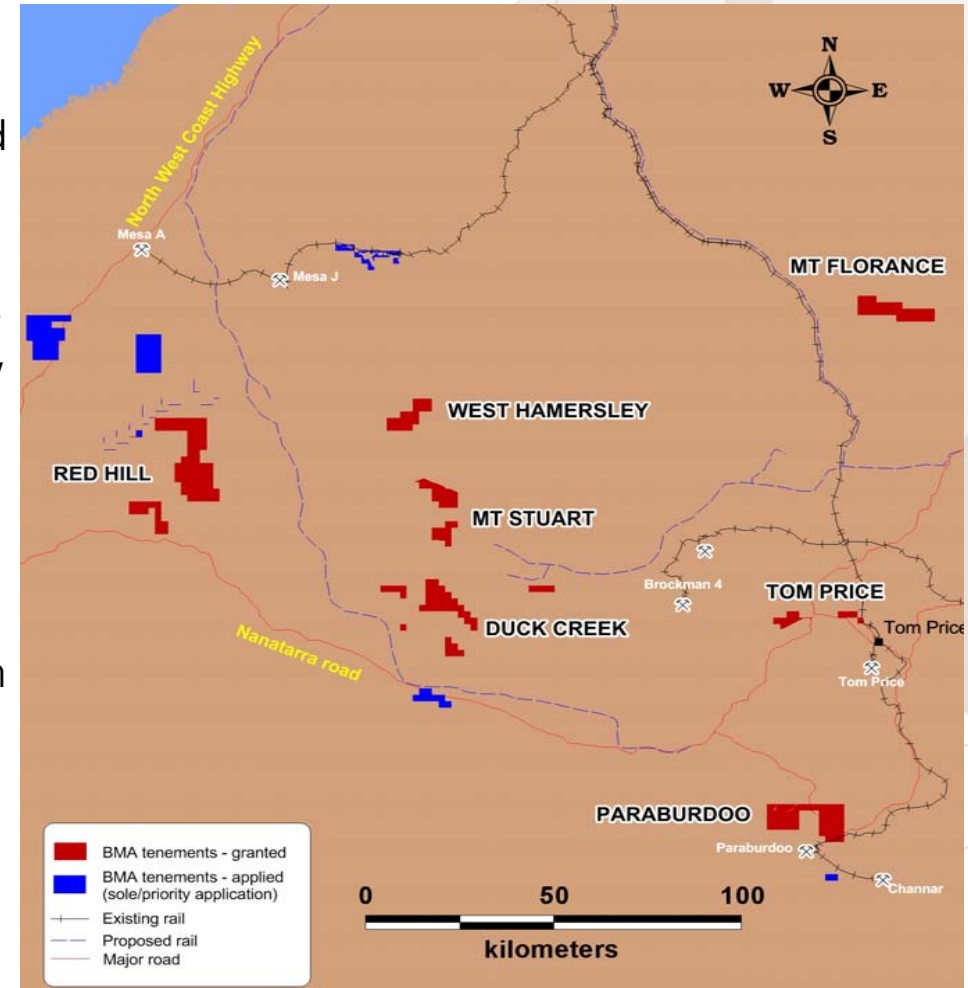 N
W E
S
North West Coast Highway
Mesa A
Mesa J
MT FLORANCE
WEST HAMERSLEY
RED HILL
MT STUART
Brockman 4
TOM PRICE
DUCK CREEK
Tom Price
Nanatarra road
Tom Price
PARABURDOO
Paraburdoo
Channar
BMA tenements - granted
BMA tenements - applied
(sole/priority application)
Existing rail
Proposed rail
Major road
0 50 100
kilometers